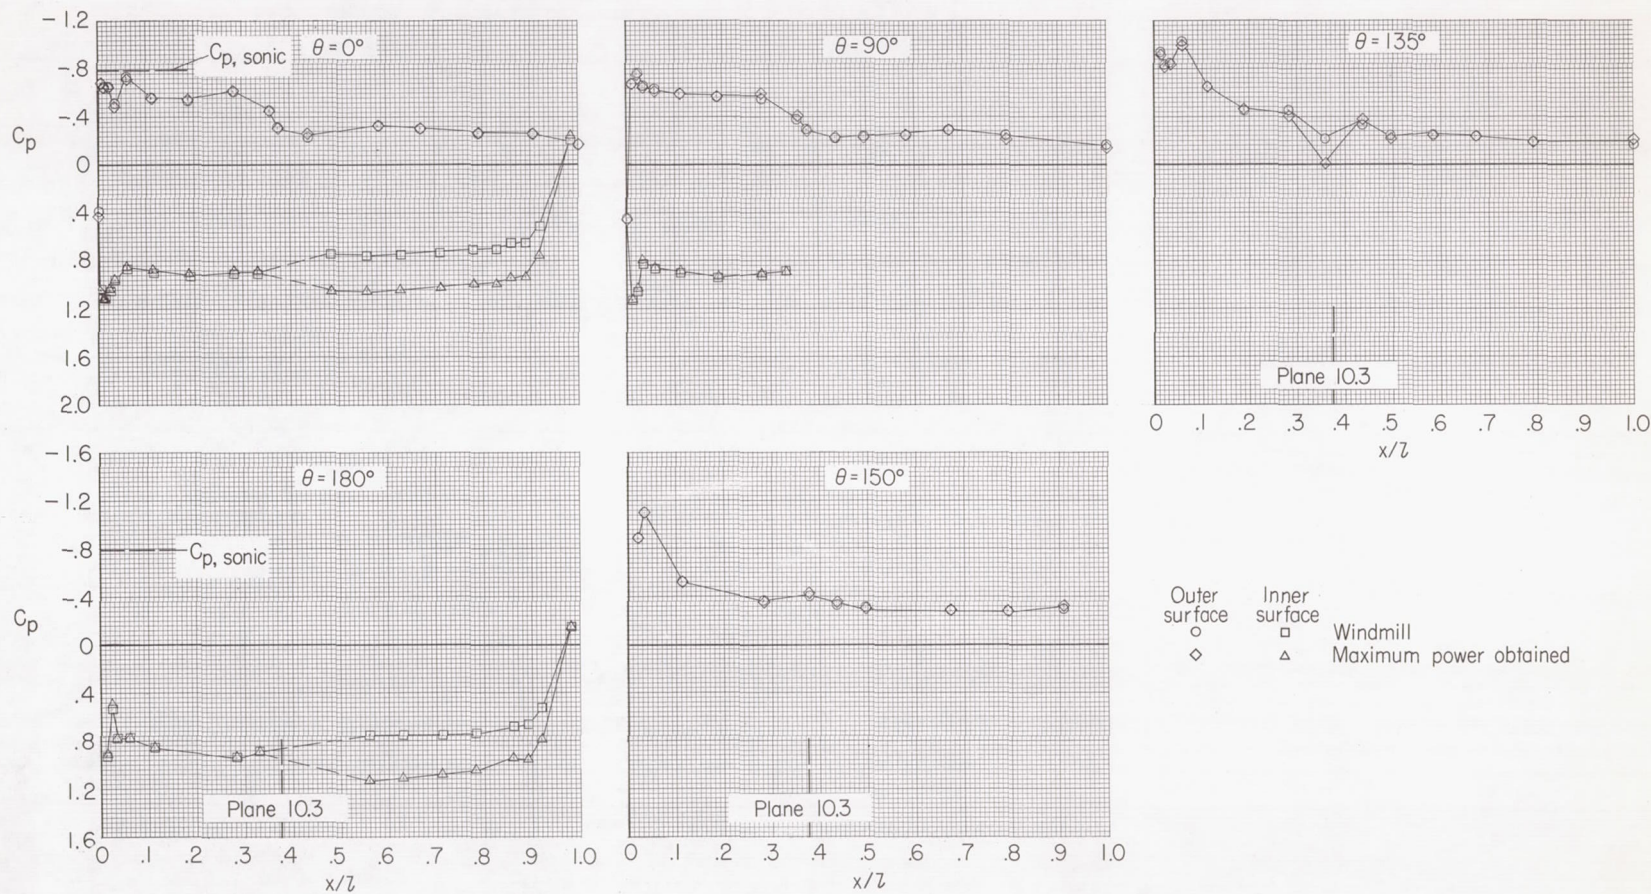 −1.2
−.8
−.4
0
.4
.8
1.2
1.6
2.0
Cp
Cp, sonic
θ = 0°
θ = 90°
θ = 135°
Plane 10.3
0 .1 .2 .3 .4 .5 .6 .7 .8 .9 1.0
x/l
−1.6
−1.2
−.8
−.4
0
.4
.8
1.2
1.6
Cp
θ = 180°
Cp, sonic
Plane 10.3
0 .1 .2 .3 .4 .5 .6 .7 .8 .9 1.0
x/l
θ = 150°
Plane 10.3
0 .1 .2 .3 .4 .5 .6 .7 .8 .9 1.0
x/l
Outer surface
Inner surface
Windmill
Maximum power obtained